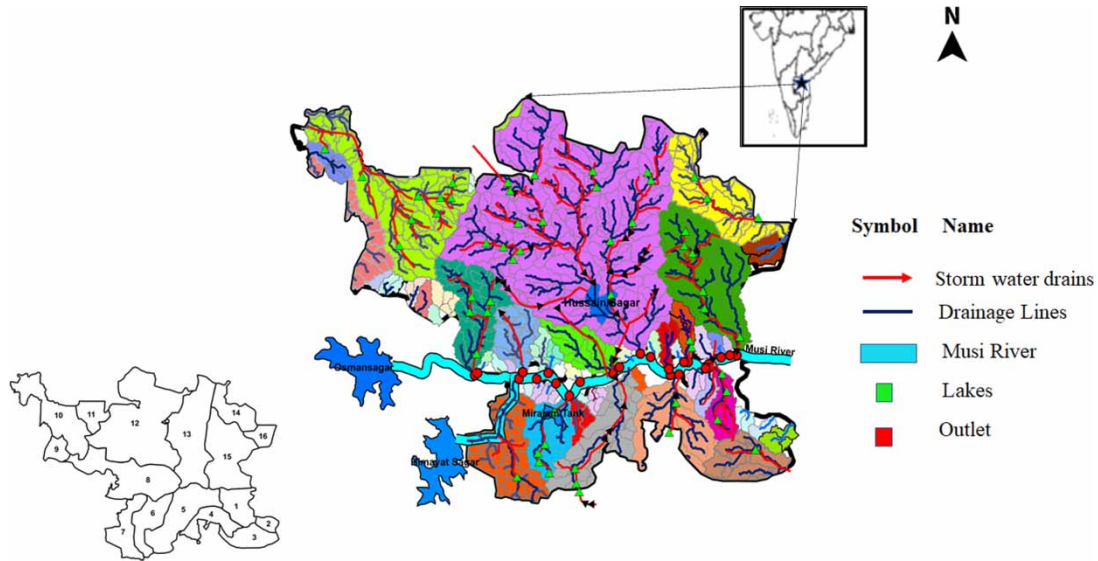 N
Symbol Name
Storm water drains
Drainage Lines
Musi River
Lakes
Outlet
Hussain Sagar
Musi River
Osmansagar
Miralam Tank
Himayat Sagar
10
11
12
13
14
16
9
15
8
7
6
5
4
1
2
3